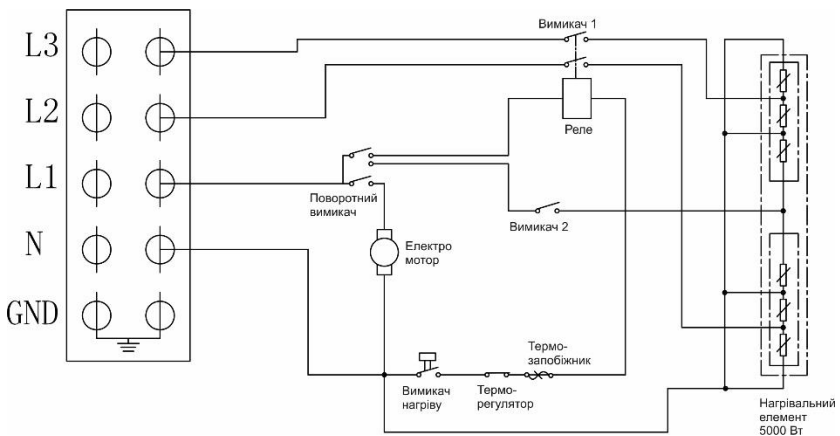 L3
L2
L1
N
GND
Вимикач 1
Реле
Поворотний
вимикач
Вимикач 2
Електро
мотор
Вимикач
нагріву
Термо-
регулятор
Термо-
запобіжник
Нагрівальний
елемент
5000 Вт